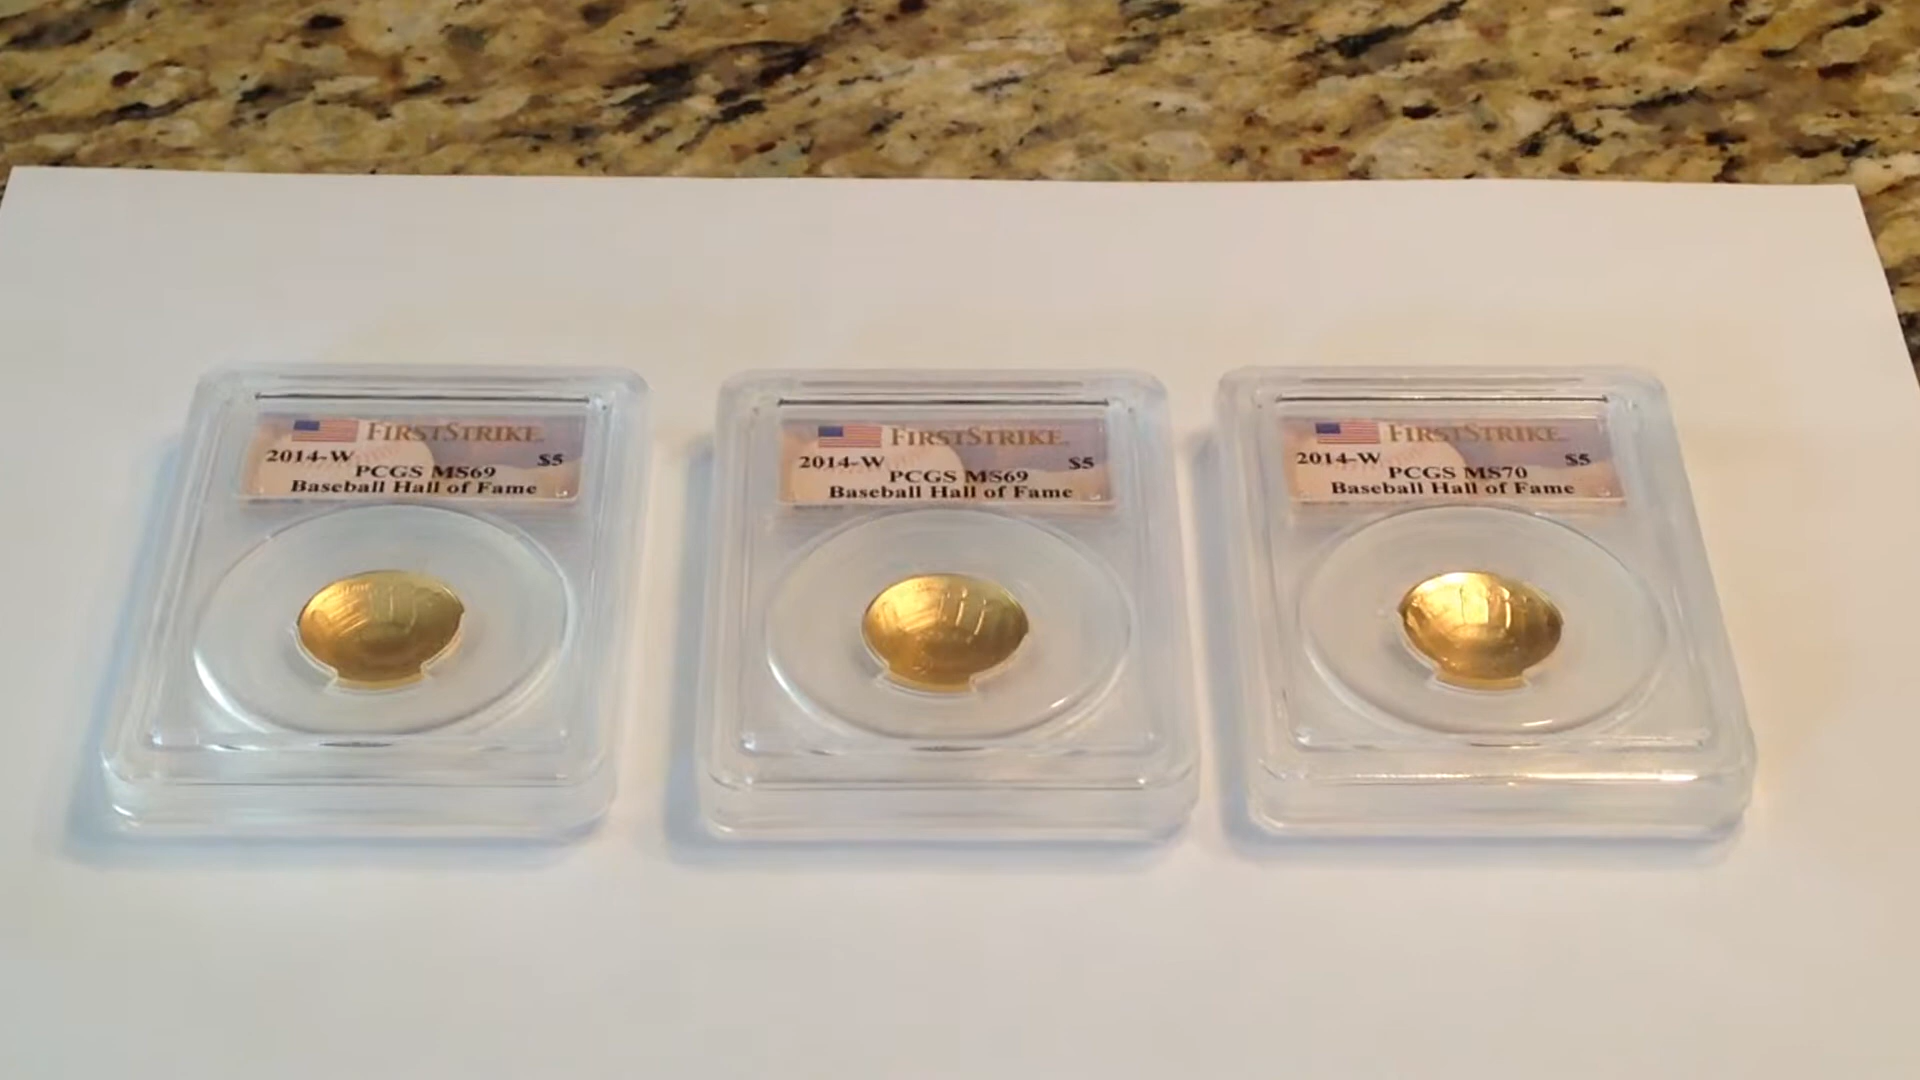 FIRSTSTRIKE
2014-W $5
PCGS MS69
Baseball Hall of Fame
FIRSTSTRIKE
2014-W $5
PCGS MS69
Baseball Hall of Fame
FIRSTSTRIKE
2014-W $5
PCGS MS70
Baseball Hall of Fame